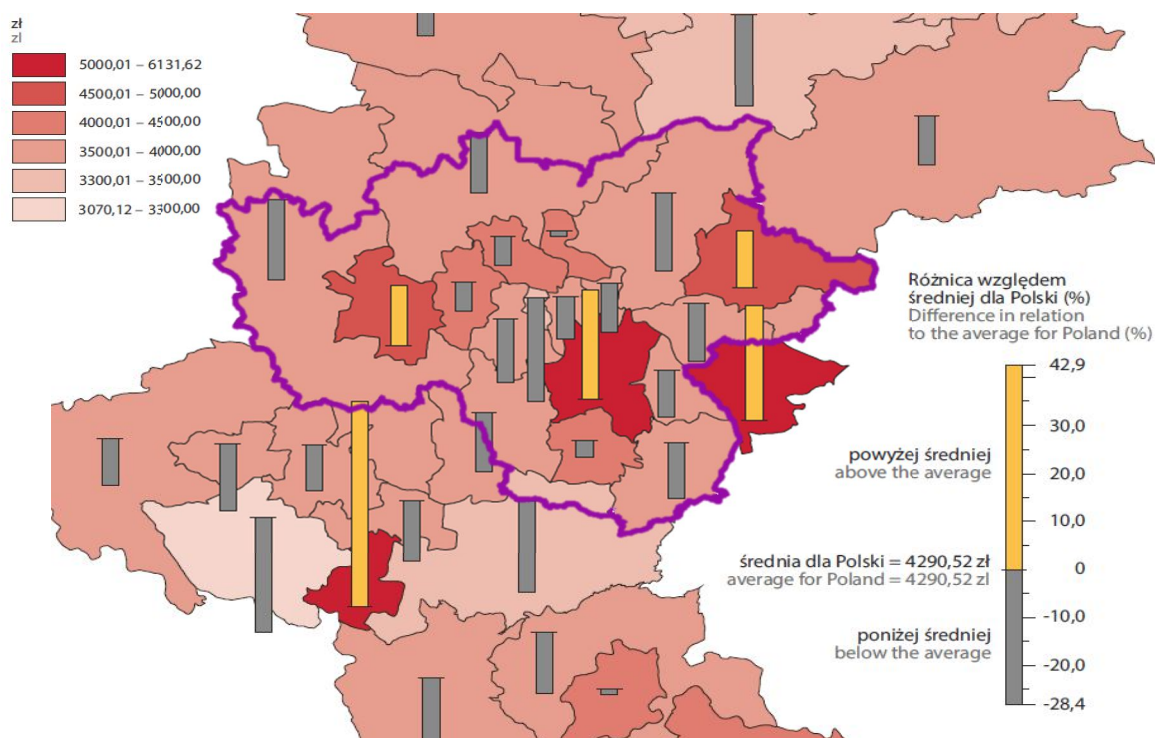 zł
zl
5000,01 – 6131,62
4500,01 – 5000,00
4000,01 – 4500,00
3500,01 – 4000,00
3300,01 – 3500,00
3070,12 – 3300,00
Różnica względem
średniej dla Polski (%)
Difference in relation
to the average for Poland (%)
42,9
30,0
powyżej średniej
above the average
20,0
10,0
średnia dla Polski = 4290,52 zł
average for Poland = 4290,52 zl
0
-10,0
poniżej średniej
below the average
-20,0
-28,4